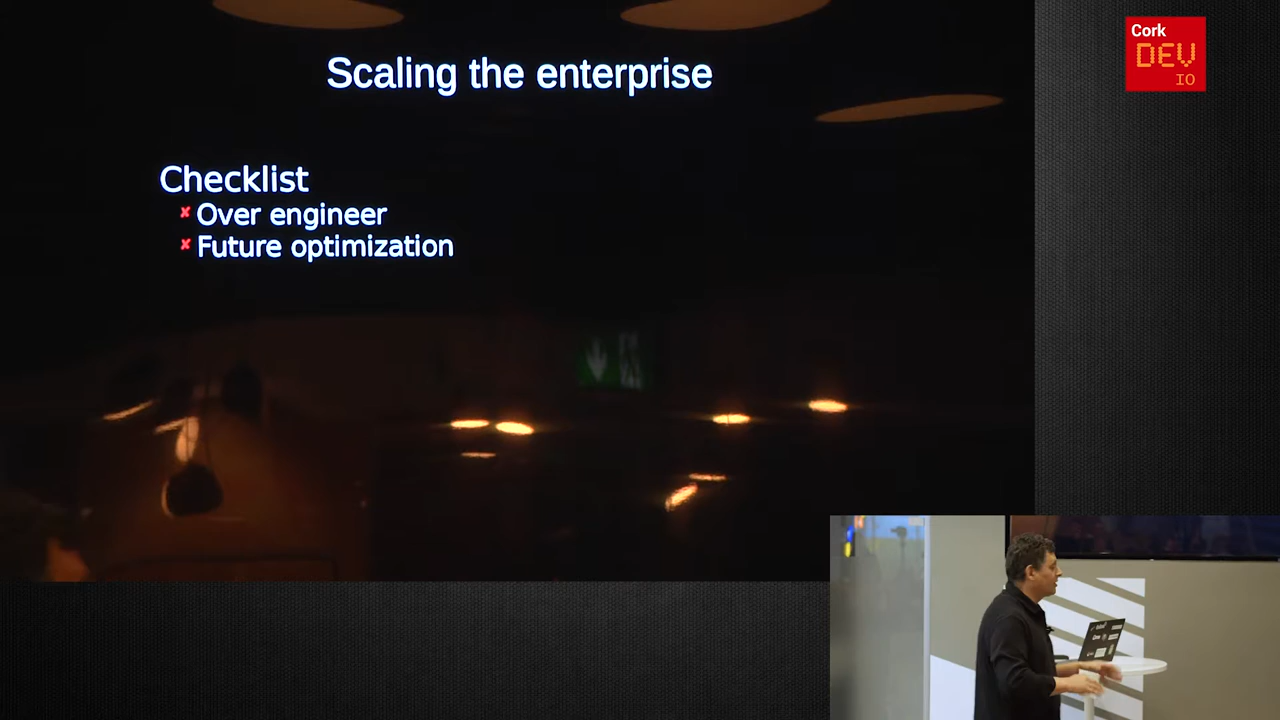 Scaling the enterprise
Cork
DEV
IO
Checklist
✘ Over engineer
✘ Future optimization